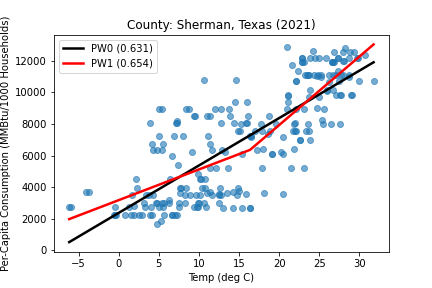 County: Sherman, Texas (2021)
PW0 (0.631)
PW1 (0.654)
Per-Capita Consumption (MMBtu/1000 Households)
12000
10000
8000
6000
4000
2000
0
−5 0 5 10 15 20 25 30
Temp (deg C)